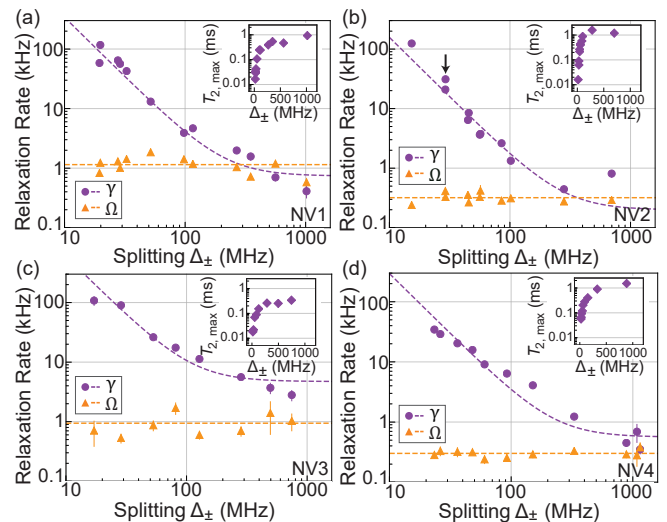 (a)
Relaxation Rate (kHz)
100
10
1
0.1
T2, max (ms)
1
0.1
0.01
0 500 1000
Δ± (MHz)
γ
Ω
NV1
10 100 1000
Splitting Δ± (MHz)
(b)
Relaxation Rate (kHz)
100
10
1
0.1
T2, max (ms)
1
0.1
0.01
0 500 1000
Δ± (MHz)
γ
Ω
NV2
10 100 1000
Splitting Δ± (MHz)
(c)
Relaxation Rate (kHz)
100
10
1
0.1
T2, max (ms)
1
0.1
0.01
0 500 1000
Δ± (MHz)
γ
Ω
NV3
10 100 1000
Splitting Δ± (MHz)
(d)
Relaxation Rate (kHz)
100
10
1
0.1
T2, max (ms)
1
0.1
0.01
0 500 1000
Δ± (MHz)
γ
Ω
NV4
10 100 1000
Splitting Δ± (MHz)